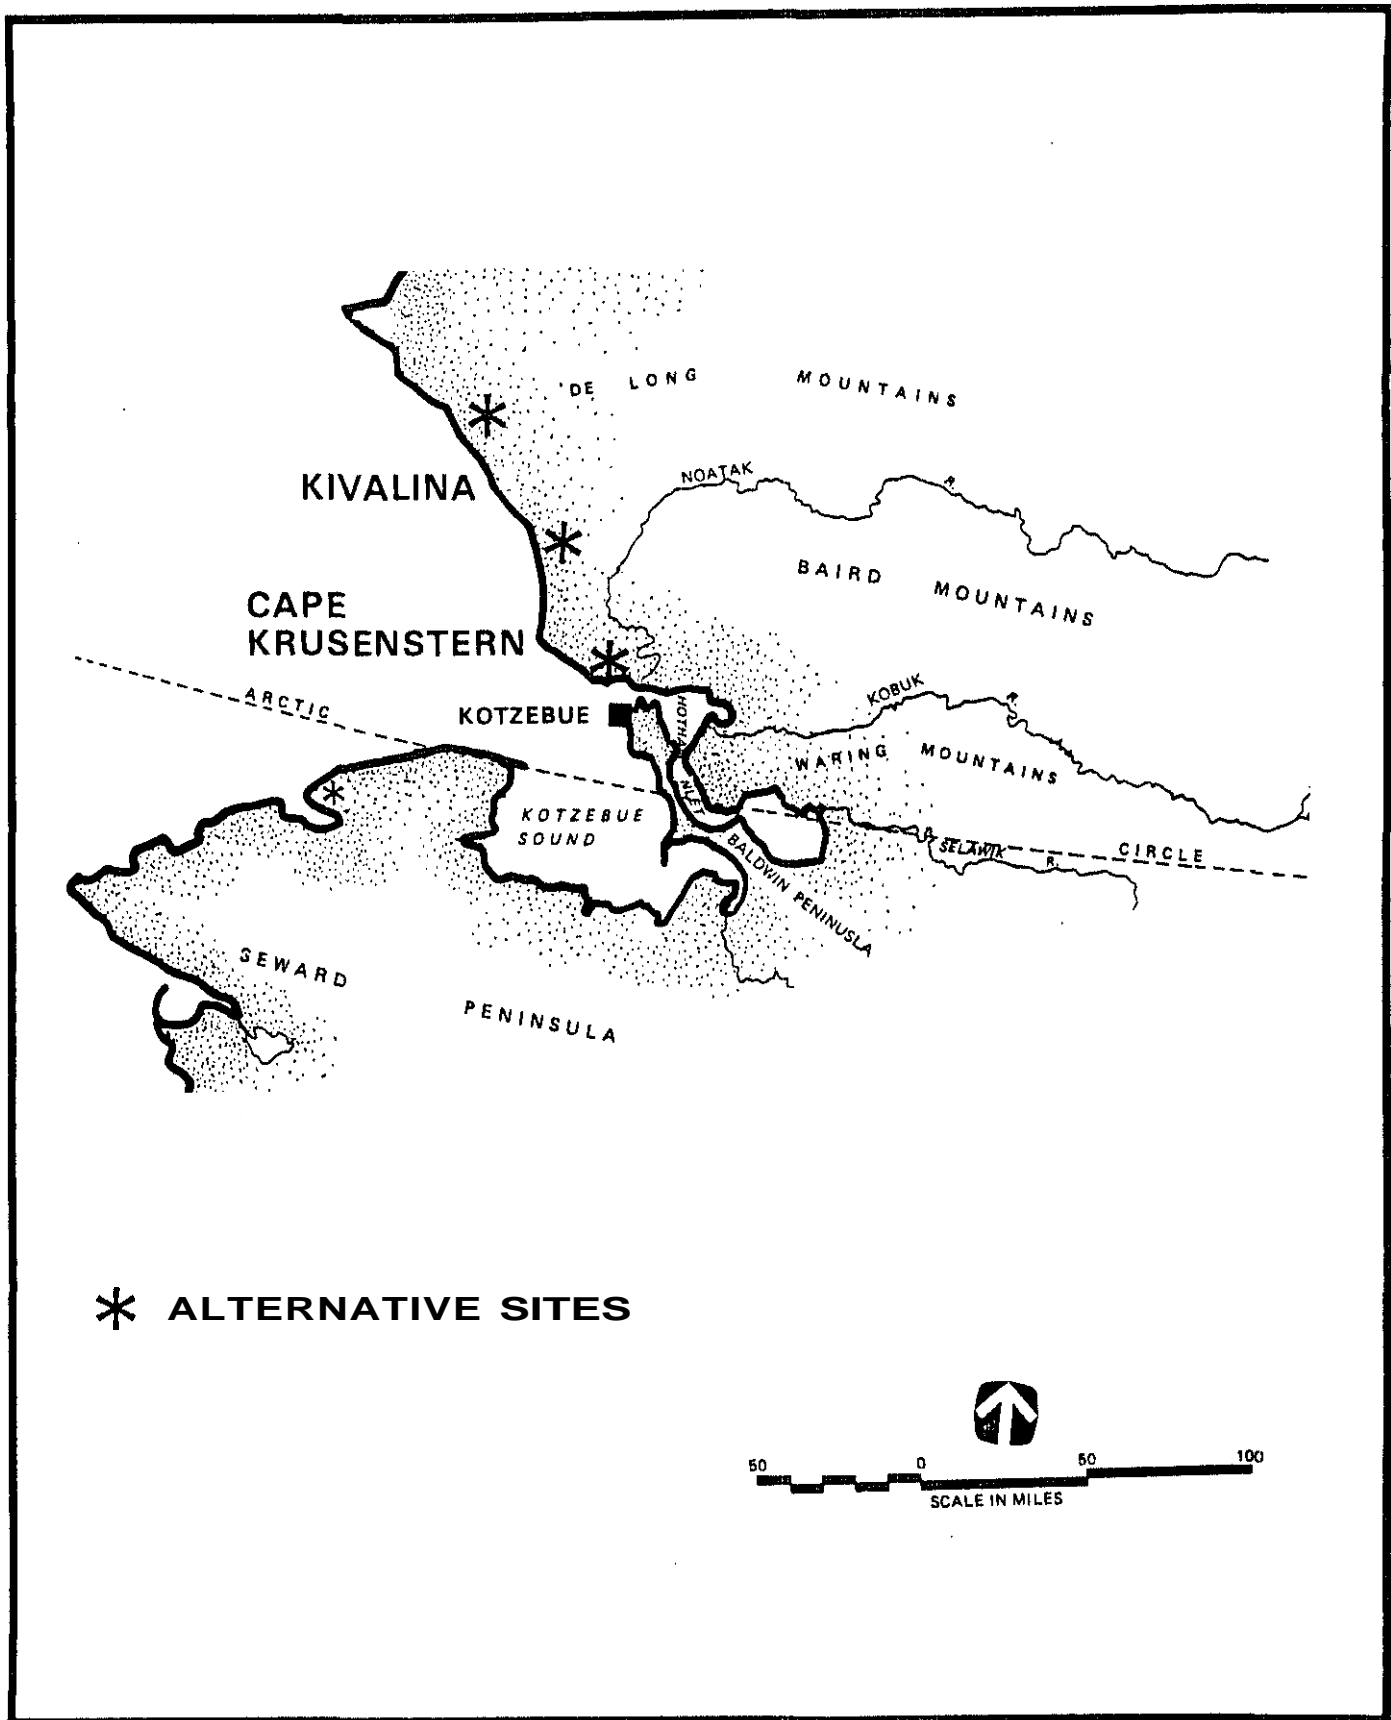 'DE LONG MOUNTAINS
NOATAK R.
KIVALINA
BAIRD MOUNTAINS
CAPE
KRUSENSTERN
KOBUK R.
ARCTIC
KOTZEBUE
HOTHAM
INLET
WARING MOUNTAINS
KOTZEBUE
SOUND
BALDWIN PENINUSLA
SELAWIK R.
CIRCLE
SEWARD
PENINSULA
ALTERNATIVE SITES
50 0 50 100
SCALE IN MILES